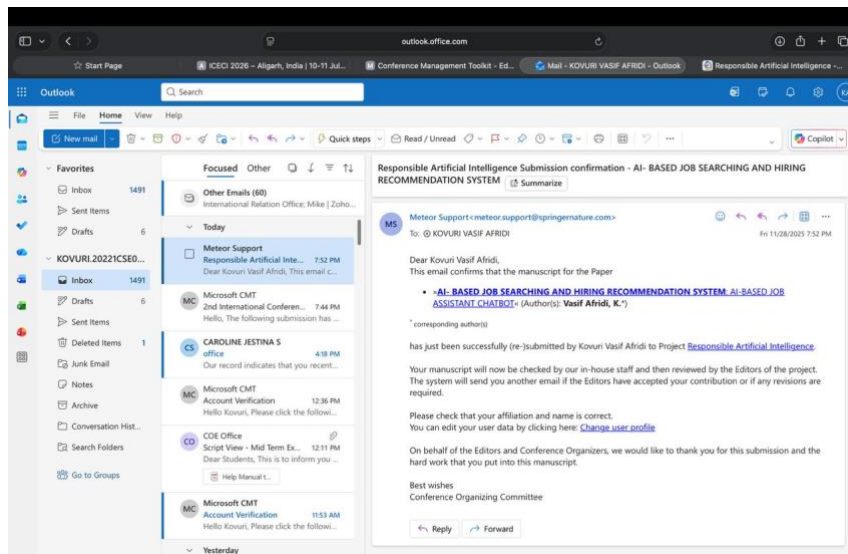 outlook.office.com
Start Page
ICECI 2026 – Aligarh, India | 10-11 Jul...
Conference Management Toolkit - Ed...
Mail - KOVURI VASIF AFRIDI - Outlook
Responsible Artificial Intelligence -...
Outlook
Search
File Home View Help
New mail
Quick steps
Read / Unread
Copilot
Favorites
Inbox 1491
Sent Items
Drafts 6
KOVURI.20221CSE0...
Inbox 1491
Drafts 6
Sent Items
Deleted Items 1
Junk Email
Notes
Archive
Conversation Hist...
Search Folders
Go to Groups
Focused Other
Other Emails (60)
International Relation Office; Mike | Zoho...
Today
Meteor Support
Responsible Artificial Inte... 7:52 PM
Dear Kovuri Vasif Afridi, This email c...
MC
Microsoft CMT
2nd International Conferen... 7:44 PM
Hello, The following submission has ...
CS
CAROLINE JESTINA S
office 4:18 PM
Our record indicates that you recent...
MC
Microsoft CMT
Account Verification 12:36 PM
Hello Kovuri, Please click the followi...
CO
COE Office
Script View - Mid Term Ex... 12:11 PM
Dear Students, This is to inform you ...
Help Manual t...
MC
Microsoft CMT
Account Verification 11:53 AM
Hello Kovuri, Please click the followi...
Yesterday
Responsible Artificial Intelligence Submission confirmation - AI- BASED JOB SEARCHING AND HIRING
RECOMMENDATION SYSTEM Summarize
MS
Meteor Support<meteor.support@springernature.com>
To: KOVURI VASIF AFRIDI
Fri 11/28/2025 7:52 PM
Dear Kovuri Vasif Afridi,
This email confirms that the manuscript for the Paper
• »AI- BASED JOB SEARCHING AND HIRING RECOMMENDATION SYSTEM: AI-BASED JOB
ASSISTANT CHATBOT« (Author(s): Vasif Afridi, K.*)
* corresponding author(s)
has just been successfully (re-)submitted by Kovuri Vasif Afridi to Project Responsible Artificial Intelligence.
Your manuscript will now be checked by our in-house staff and then reviewed by the Editors of the project.
The system will send you another email if the Editors have accepted your contribution or if any revisions are
required.
Please check that your affiliation and name is correct.
You can edit your user data by clicking here: Change user profile
On behalf of the Editors and Conference Organizers, we would like to thank you for this submission and the
hard work that you put into this manuscript.
Best wishes
Conference Organizing Committee
Reply
Forward